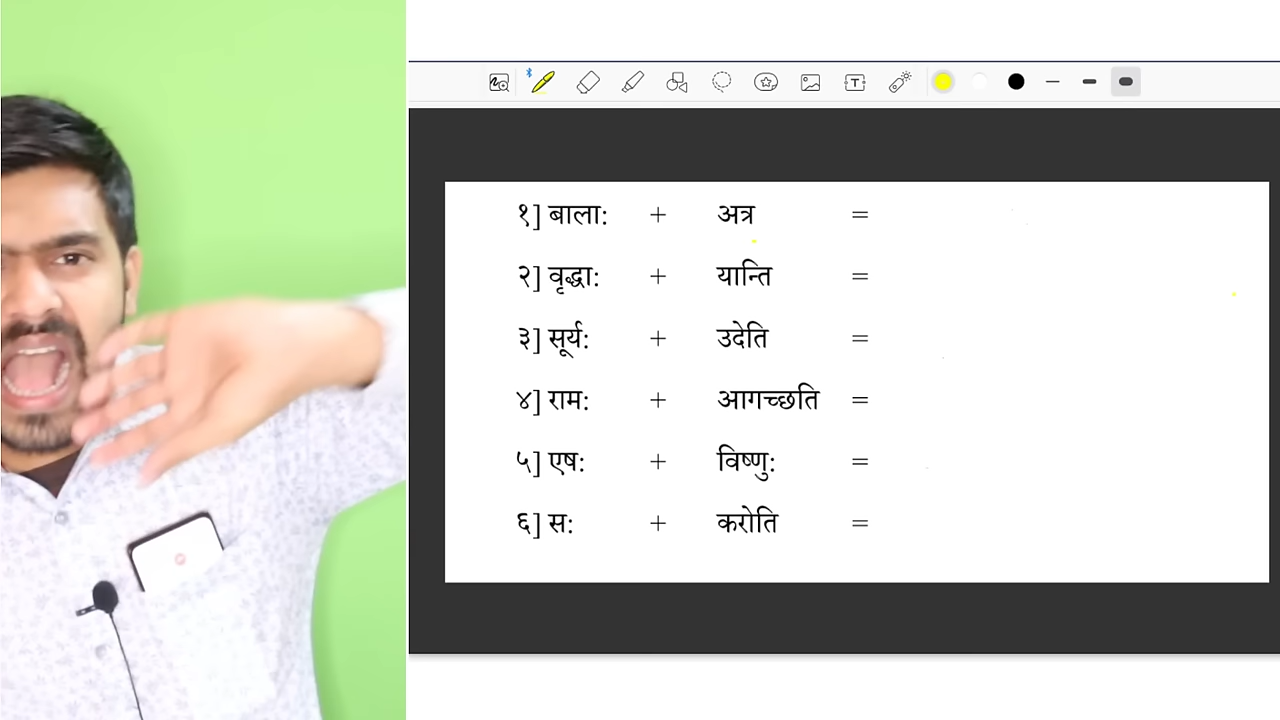 १] बाला: + अत्र =
२] वृद्धा: + यान्ति =
३] सूर्य: + उदेति =
४] राम: + आगच्छति =
५] एष: + विष्णु: =
६] स: + करोति =